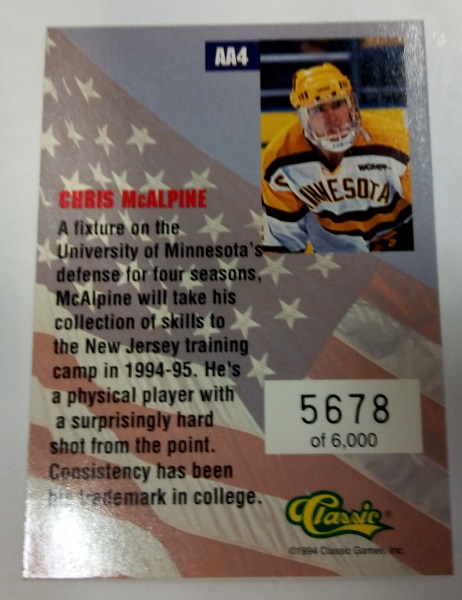 AA4
WOMPI
MINNESOTA
CHRIS McALPINE
A fixture on the
University of Minnesota's
defense for four seasons,
McAlpine will take his
collection of skills to
the New Jersey training
camp in 1994-95. He's
a physical player with
a surprisingly hard
shot from the point.
Consistency has been
his trademark in college.
5678
of 6,000
Classic®
©1994 Classic Games, Inc.